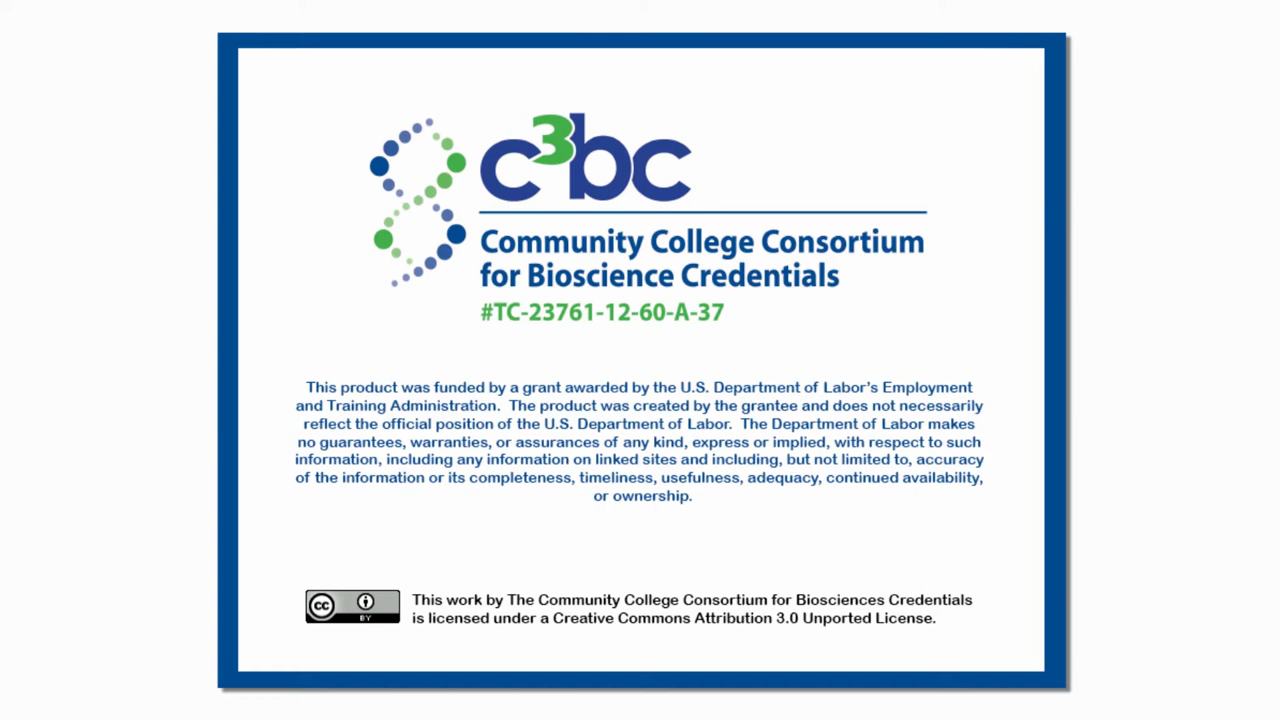 c3bc
Community College Consortium
for Bioscience Credentials
#TC-23761-12-60-A-37
This product was funded by a grant awarded by the U.S. Department of Labor's Employment
and Training Administration. The product was created by the grantee and does not necessarily
reflect the official position of the U.S. Department of Labor. The Department of Labor makes
no guarantees, warranties, or assurances of any kind, express or implied, with respect to such
information, including any information on linked sites and including, but not limited to, accuracy
of the information or its completeness, timeliness, usefulness, adequacy, continued availability,
or ownership.
cc BY
This work by The Community College Consortium for Biosciences Credentials
is licensed under a Creative Commons Attribution 3.0 Unported License.